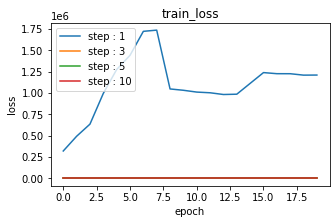 train_loss
1e6
1.75
1.50
1.25
1.00
0.75
0.50
0.25
0.00
loss
step : 1
step : 3
step : 5
step : 10
0.0 2.5 5.0 7.5 10.0 12.5 15.0 17.5
epoch